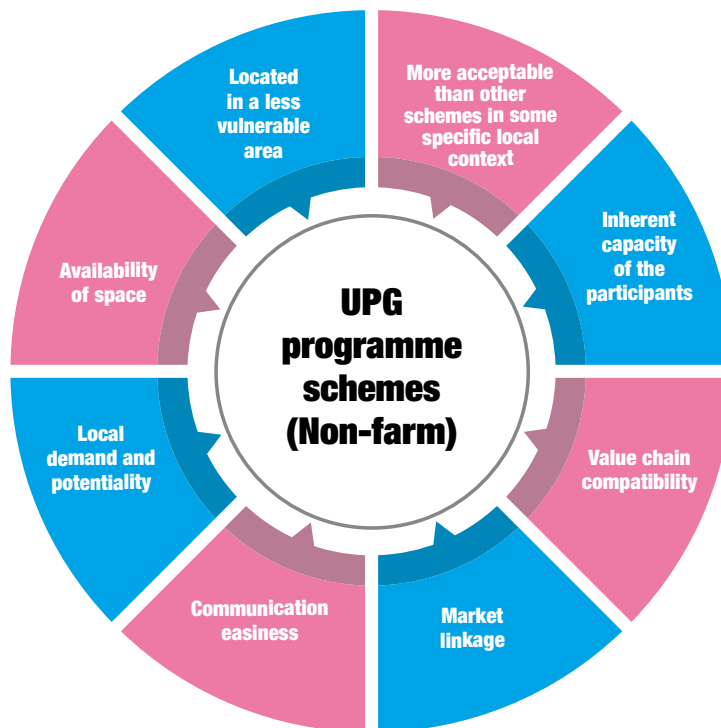 Located
in a less
vulnerable
area
More acceptable
than other
schemes in some
specific local
context
Inherent
capacity
of the
participants
Value chain
compatibility
Market
linkage
Communication
easiness
Local
demand and
potentiality
Availability
of space
UPG
programme
schemes
(Non-farm)